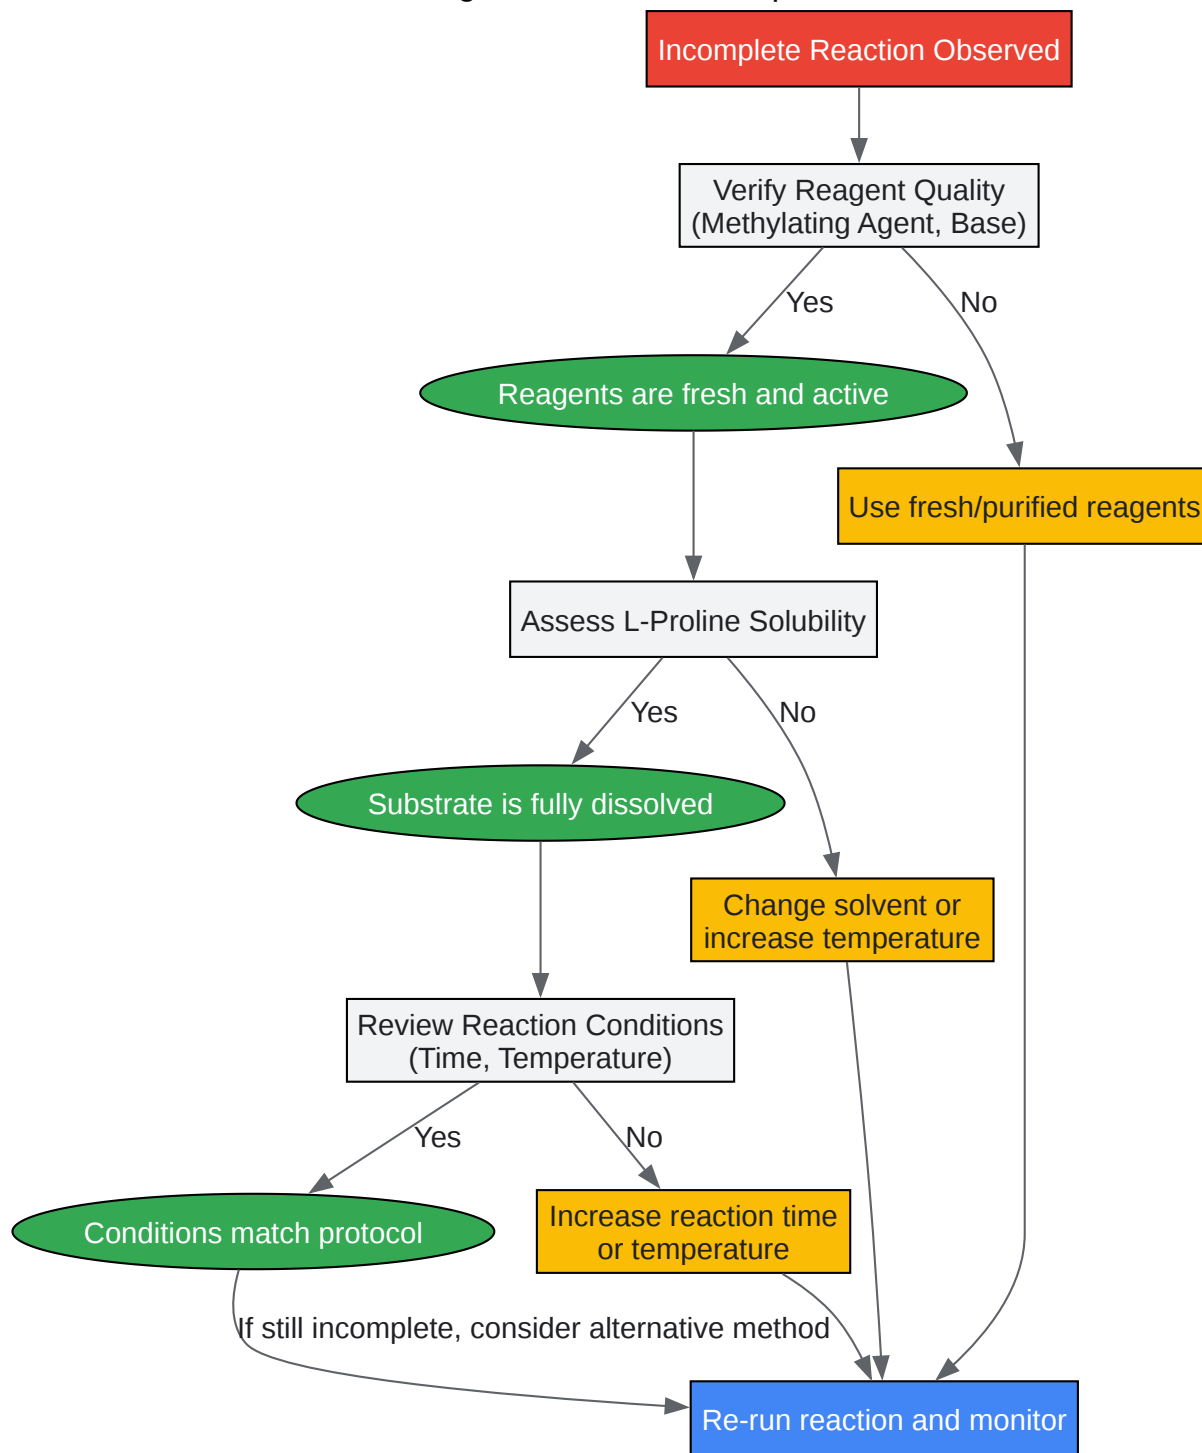 Incomplete Reaction Observed
Verify Reagent Quality
(Methylating Agent, Base)
Yes
No
Reagents are fresh and active
Use fresh/purified reagents
Assess L-Proline Solubility
Yes
No
Substrate is fully dissolved
Change solvent or
increase temperature
Review Reaction Conditions
(Time, Temperature)
Yes
No
Conditions match protocol
Increase reaction time
or temperature
If still incomplete, consider alternative method
Re-run reaction and monitor